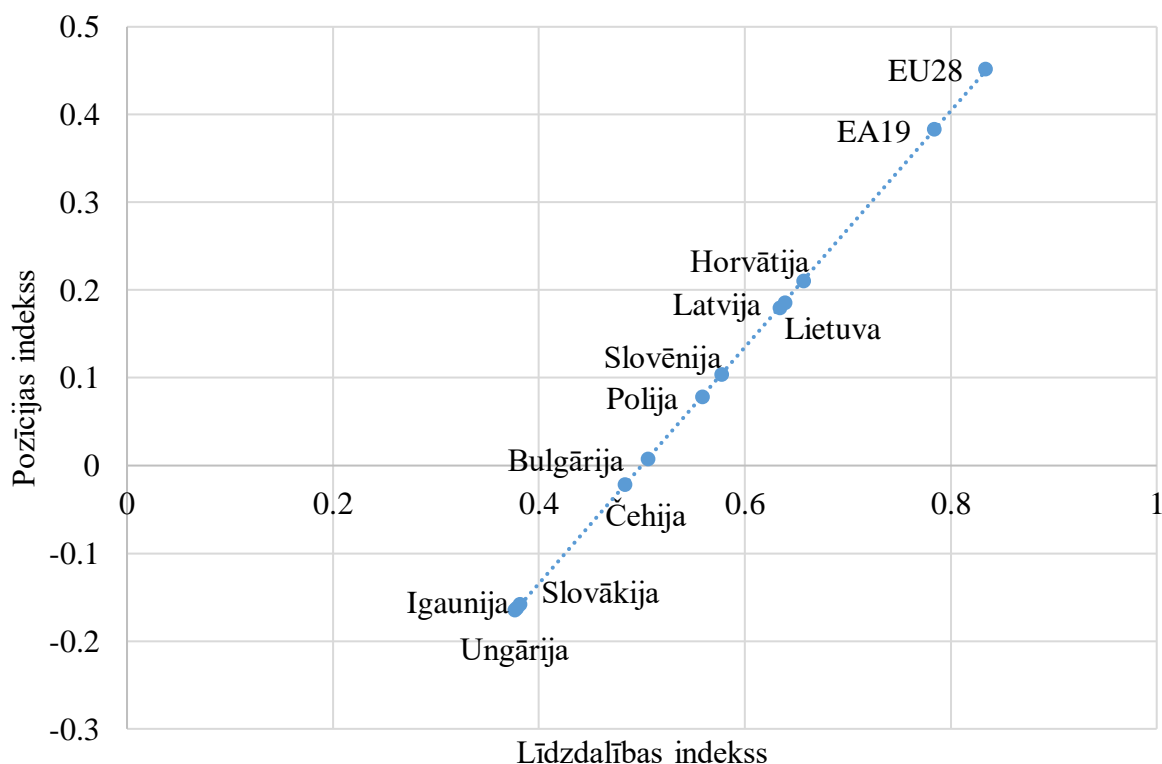 0.5
EU28
0.4
EA19
0.3
Horvātija
0.2
Latvija
Lietuva
Slovēnija
0.1
Polija
Bulgārija
0
0 0.2 0.4 0.6 0.8 1
Čehija
-0.1
Igaunija Slovākija
-0.2
Ungārija
-0.3
Pozīcijas indekss
Līdzdalības indekss